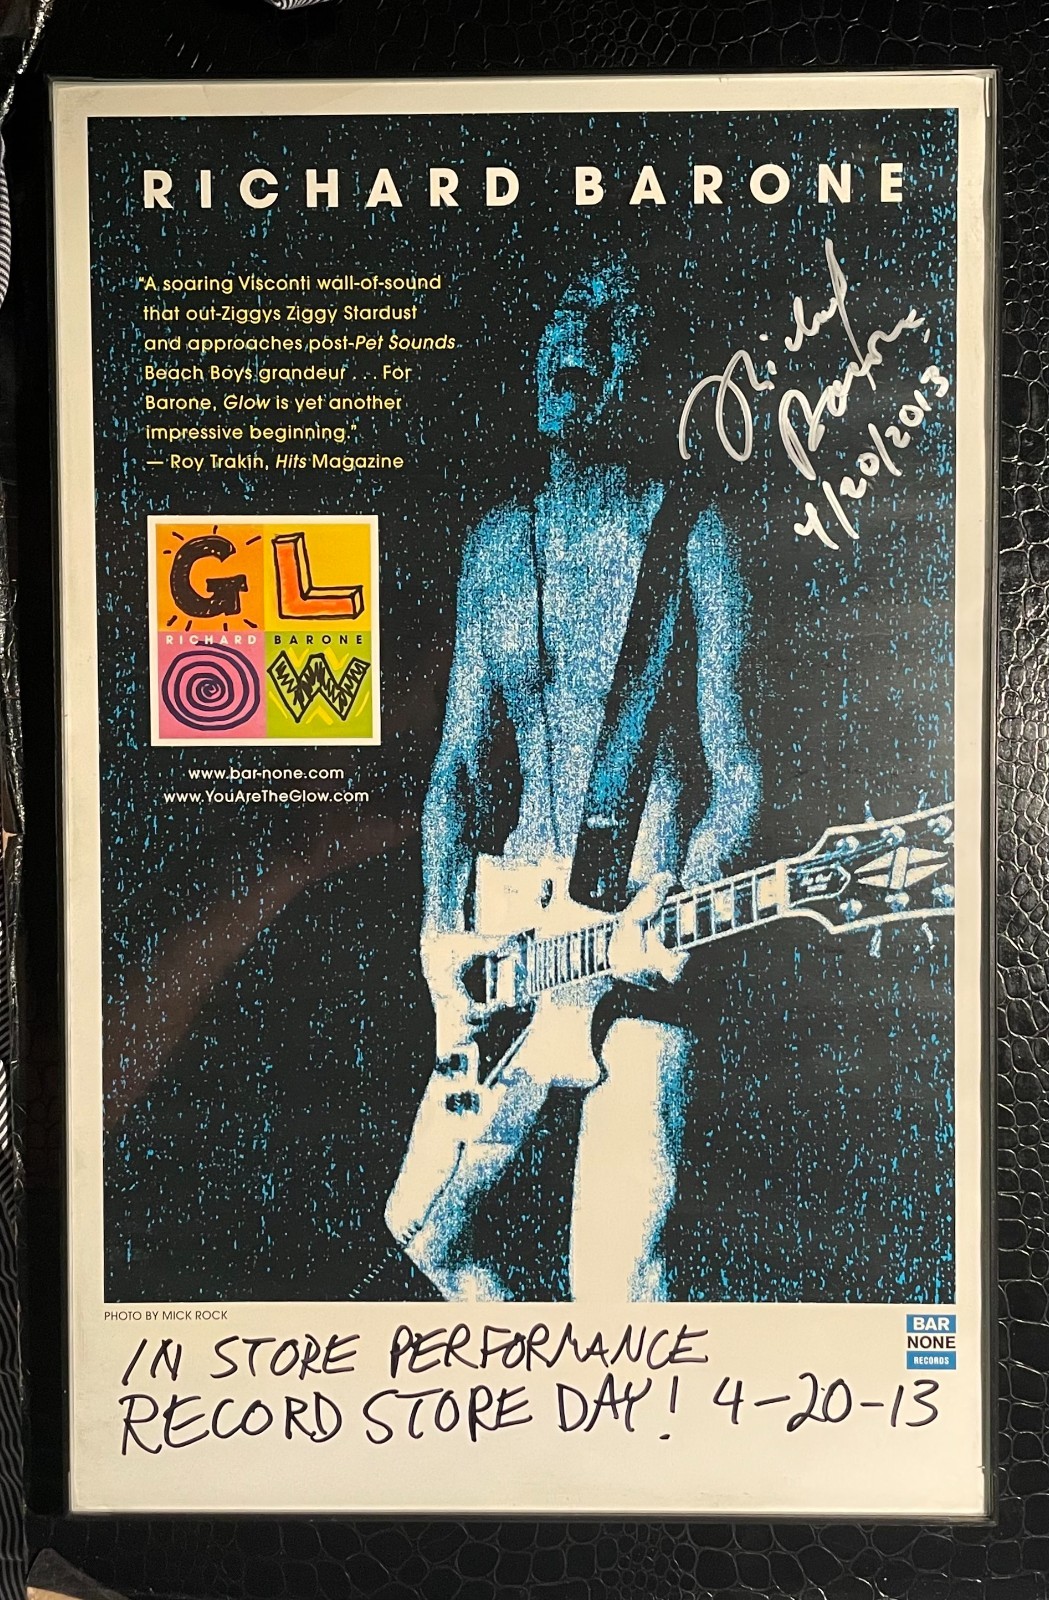 RICHARD BARONE
"A soaring Visconti wall-of-sound
that out-Ziggys Ziggy Stardust
and approaches post-Pet Sounds
Beach Boys grandeur . . . For
Barone, Glow is yet another
impressive beginning."
— Roy Trakin, Hits Magazine
Richard
Barone
4/20/2013
G L
RICHARD BARONE
O W
www.bar-none.com
www.YouAreTheGlow.com
PHOTO BY MICK ROCK
BAR
NONE
RECORDS
IN STORE PERFORMANCE
RECORD STORE DAY! 4-20-13